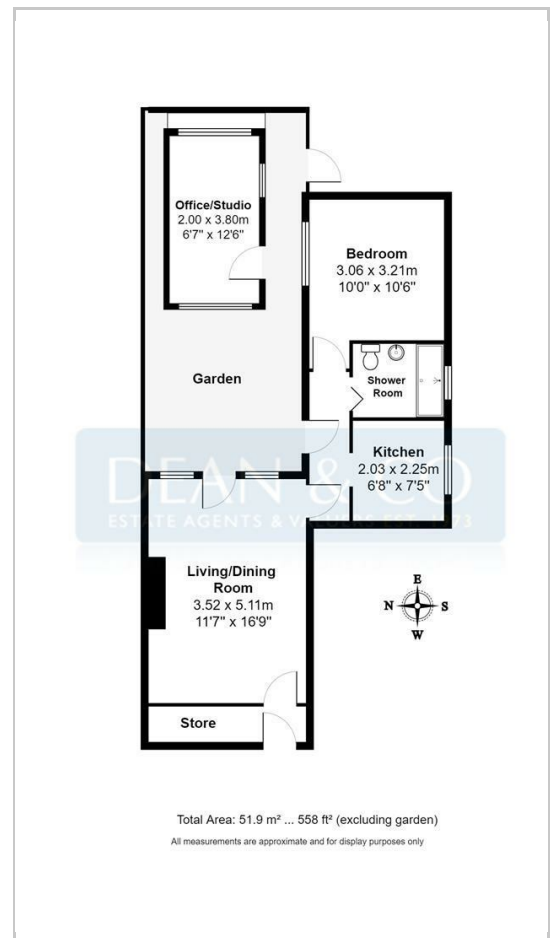 Office/Studio
2.00 x 3.80m
6'7" x 12'6"
Bedroom
3.06 x 3.21m
10'0" x 10'6"
Garden
Shower
Room
Kitchen
2.03 x 2.25m
6'8" x 7'5"
DEAN & CO
ESTATE AGENTS & VALUERS EST. 1973
Living/Dining
Room
3.52 x 5.11m
11'7" x 16'9"
E
N S
W
Store
Total Area: 51.9 m² ... 558 ft² (excluding garden)
All measurements are approximate and for display purposes only